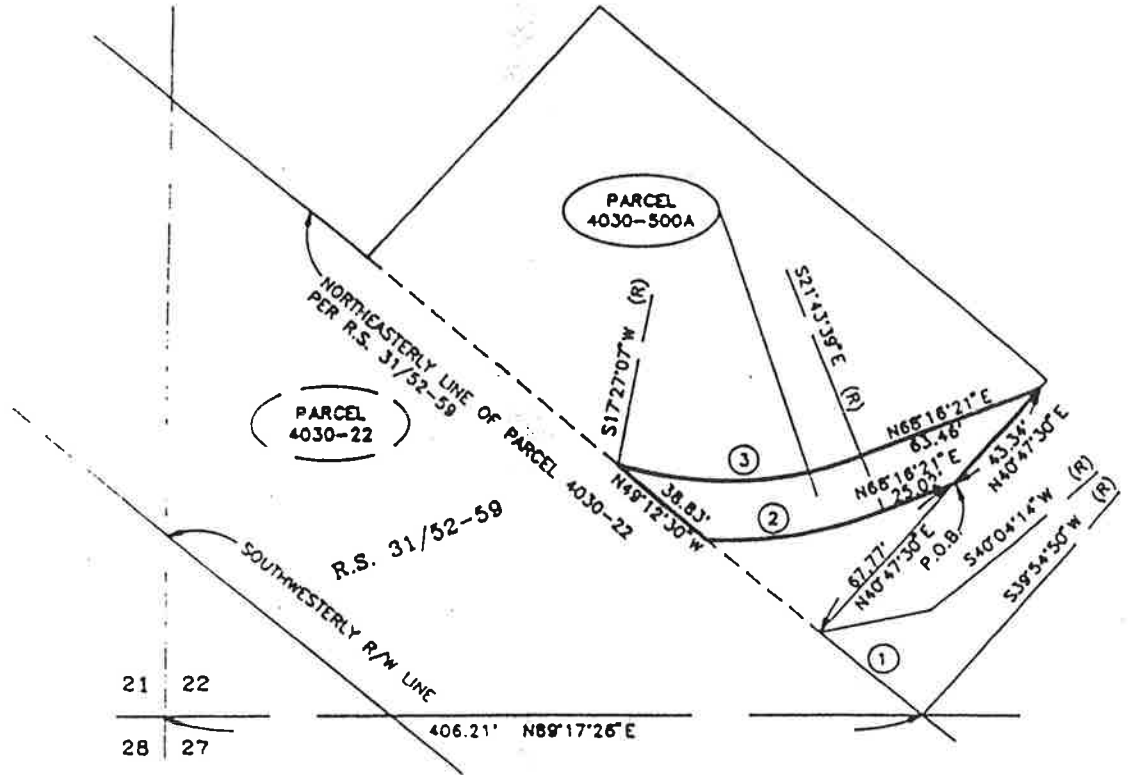 PARCEL
4030-500A
S21°43'39"E (R)
S17°27'07"W (R)
NORTHEASTERLY LINE OF PARCEL 4030-22
PER R.S. 31/52-59
PARCEL
4030-22
N68°16'21"E
63.46'
3
N68°16'21"E
25.03'
43.34'
N40°47'30"E
38.83'
N49°12'30"W
2
R.S. 31/52-59
67.77'
N40°47'30"E
P.O.B.
S40°04'14"W (R)
S39°54'50"W (R)
SOUTHWESTERLY R/W LINE
1
21 22
28 27
406.21' N89°17'26"E